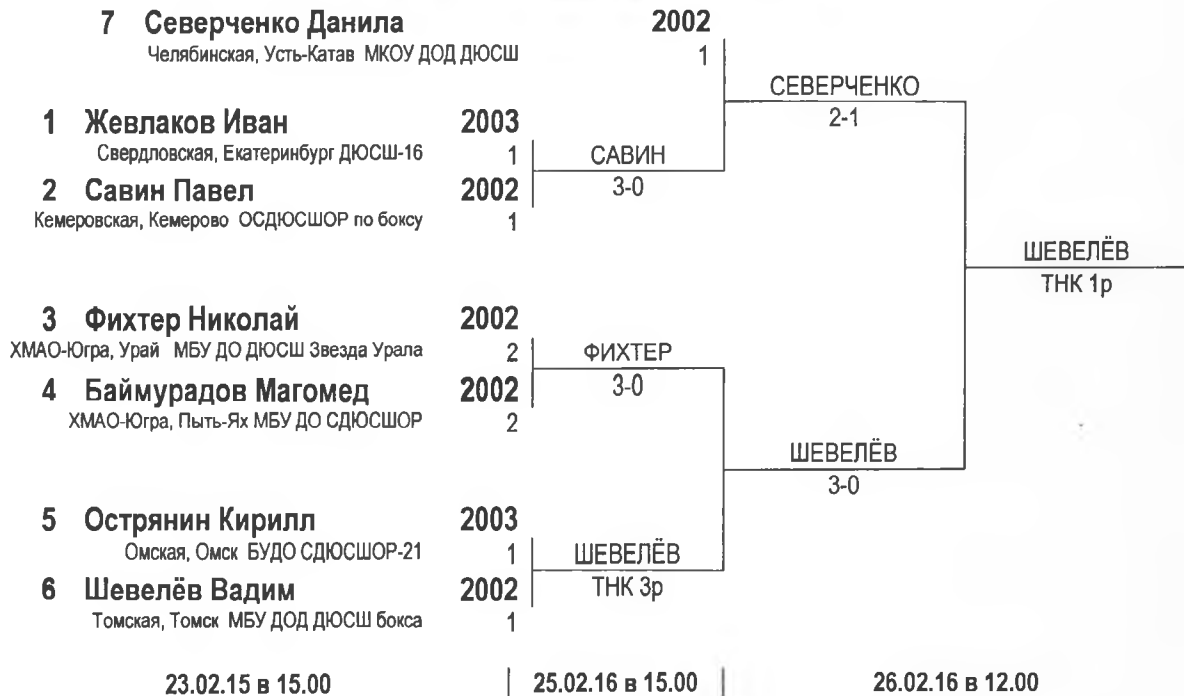 7 Северченко Данила 2002
Челябинская, Усть-Катав МКОУ ДОД ДЮСШ 1
СЕВЕРЧЕНКО
2-1
1 Жевлаков Иван 2003
Свердловская, Екатеринбург ДЮСШ-16 1
САВИН
3-0
2 Савин Павел 2002
Кемеровская, Кемерово ОСДЮСШОР по боксу 1
ШЕВЕЛЁВ
ТНК 1р
3 Фихтер Николай 2002
ХМАО-Югра, Урай МБУ ДО ДЮСШ Звезда Урала 2
ФИХТЕР
3-0
4 Баймурадов Магомед 2002
ХМАО-Югра, Пыть-Ях МБУ ДО СДЮСШОР 2
ШЕВЕЛЁВ
3-0
5 Острянин Кирилл 2003
Омская, Омск БУДО СДЮСШОР-21 1
ШЕВЕЛЁВ
ТНК 3р
6 Шевелёв Вадим 2002
Томская, Томск МБУ ДОД ДЮСШ бокса 1
23.02.15 в 15.00 25.02.16 в 15.00 26.02.16 в 12.00